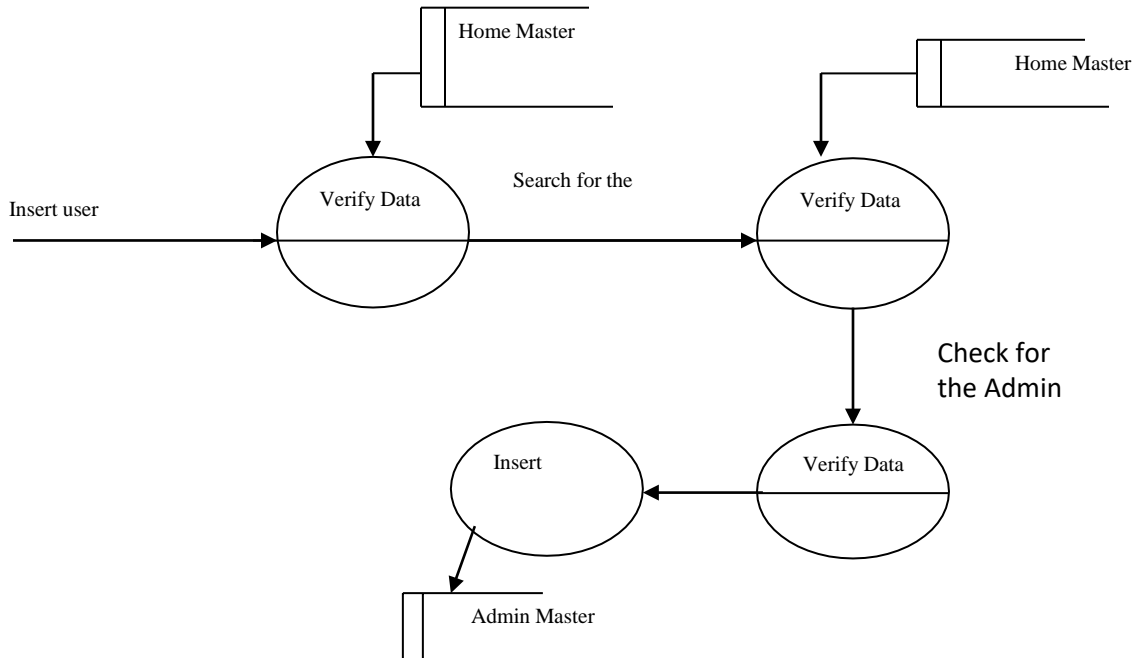 Home Master
Home Master
Insert user
Verify Data
Search for the
Verify Data
Check for
the Admin
Insert
Verify Data
Admin Master